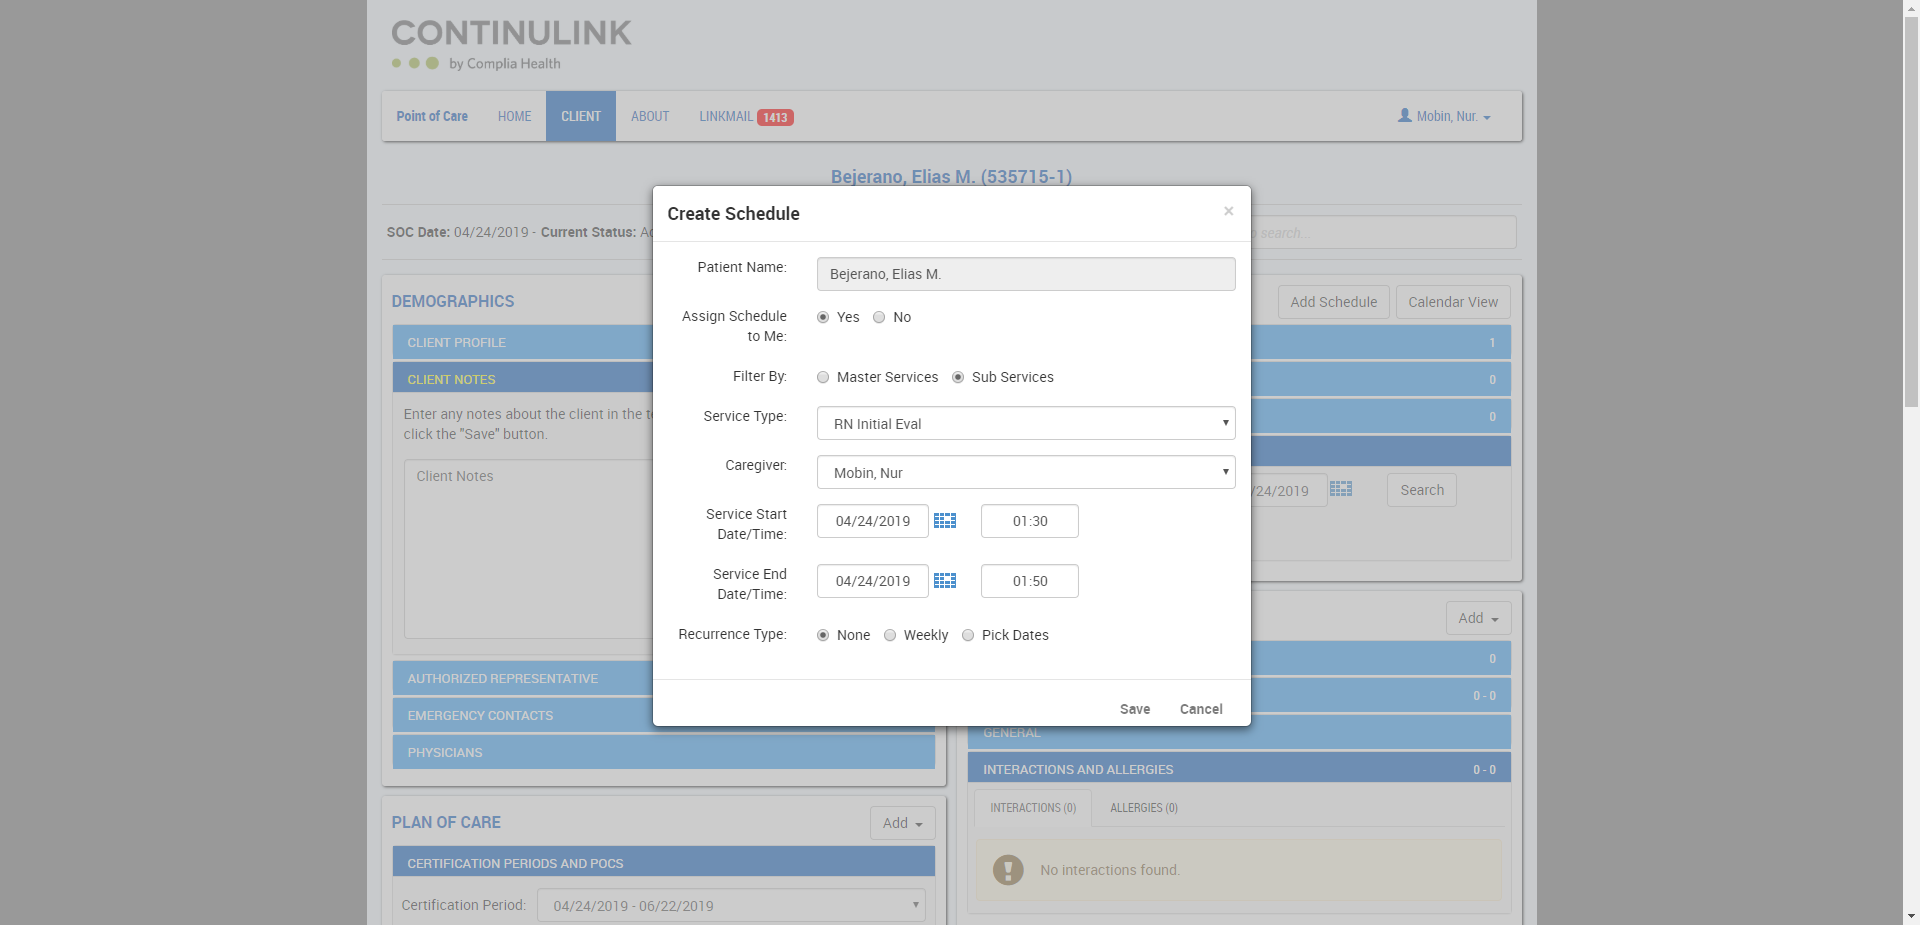 CONTINULINK
by Complia Health
Point of Care HOME CLIENT ABOUT LINKMAIL 1413 Mobin, Nur.
Bejerano, Elias M. (535715-1)
SOC Date: 04/24/2019 - Current Status:
search...
DEMOGRAPHICS
CLIENT PROFILE
CLIENT NOTES
Enter any notes about the client in the
click the "Save" button.
Client Notes
AUTHORIZED REPRESENTATIVE
EMERGENCY CONTACTS
PHYSICIANS
PLAN OF CARE
Add
CERTIFICATION PERIODS AND POCS
Certification Period: 04/24/2019 - 06/22/2019
Create Schedule
×
Patient Name: Bejerano, Elias M.
Assign Schedule
to Me:
Yes No
Filter By: Master Services Sub Services
Service Type: RN Initial Eval
Caregiver: Mobin, Nur
Service Start
Date/Time:
04/24/2019 01:30
Service End
Date/Time:
04/24/2019 01:50
Recurrence Type: None Weekly Pick Dates
Save Cancel
Add Schedule Calendar View
1
0
0
/24/2019 Search
Add
0
0 - 0
GENERAL
INTERACTIONS AND ALLERGIES 0 - 0
INTERACTIONS (0) ALLERGIES (0)
No interactions found.